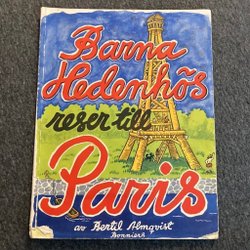 Barna
Hedenhös
reser till
Paris
av Bertil Almqvist
Bonniers